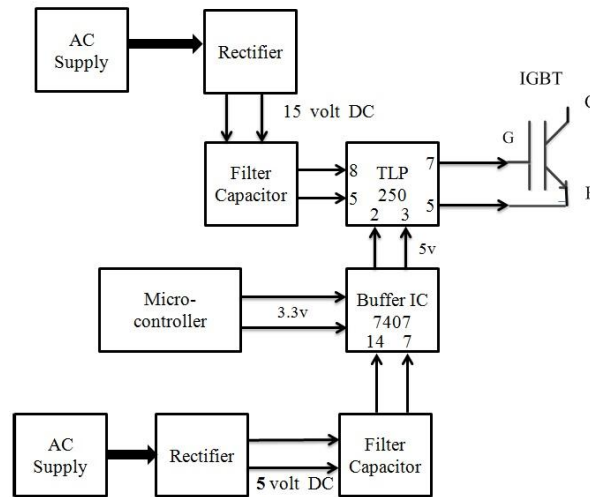 AC
Supply
Rectifier
15 volt DC
IGBT
G
Filter
Capacitor
8
5
TLP
250
7
5
2 3
5v
Micro-
controller
3.3v
Buffer IC
7407
14 7
AC
Supply
Rectifier
5 volt DC
Filter
Capacitor